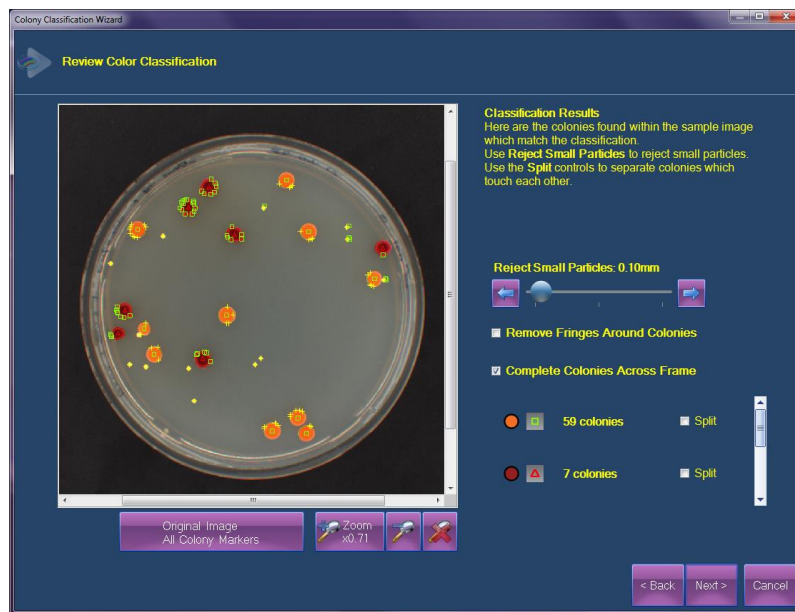 Colony Classification Wizard
Review Color Classification
Classification Results
Here are the colonies found within the sample image
which match the classification.
Use Reject Small Particles to reject small particles.
Use the Split controls to separate colonies which
touch each other.
Reject Small Particles: 0.10mm
Remove Fringes Around Colonies
Complete Colonies Across Frame
59 colonies
Split
7 colonies
Split
Original Image
All Colony Markers
Zoom
x0.71
< Back
Next >
Cancel